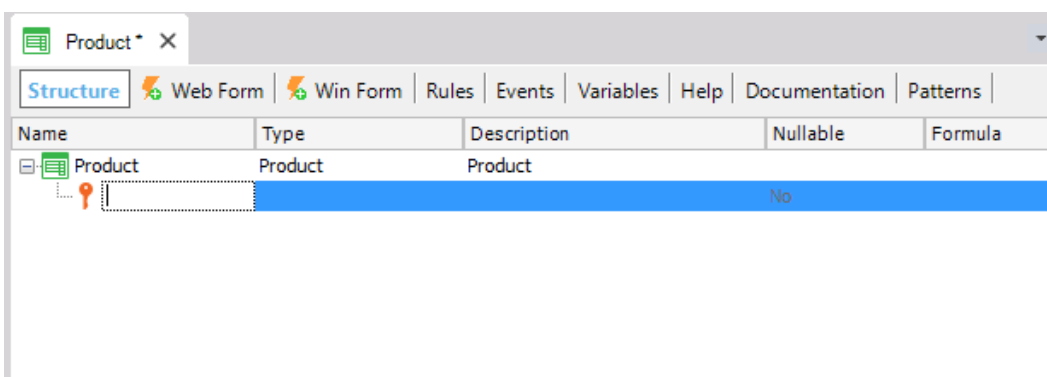 Product *
Structure Web Form Win Form Rules Events Variables Help Documentation Patterns
Name Type Description Nullable Formula
Product Product Product
No